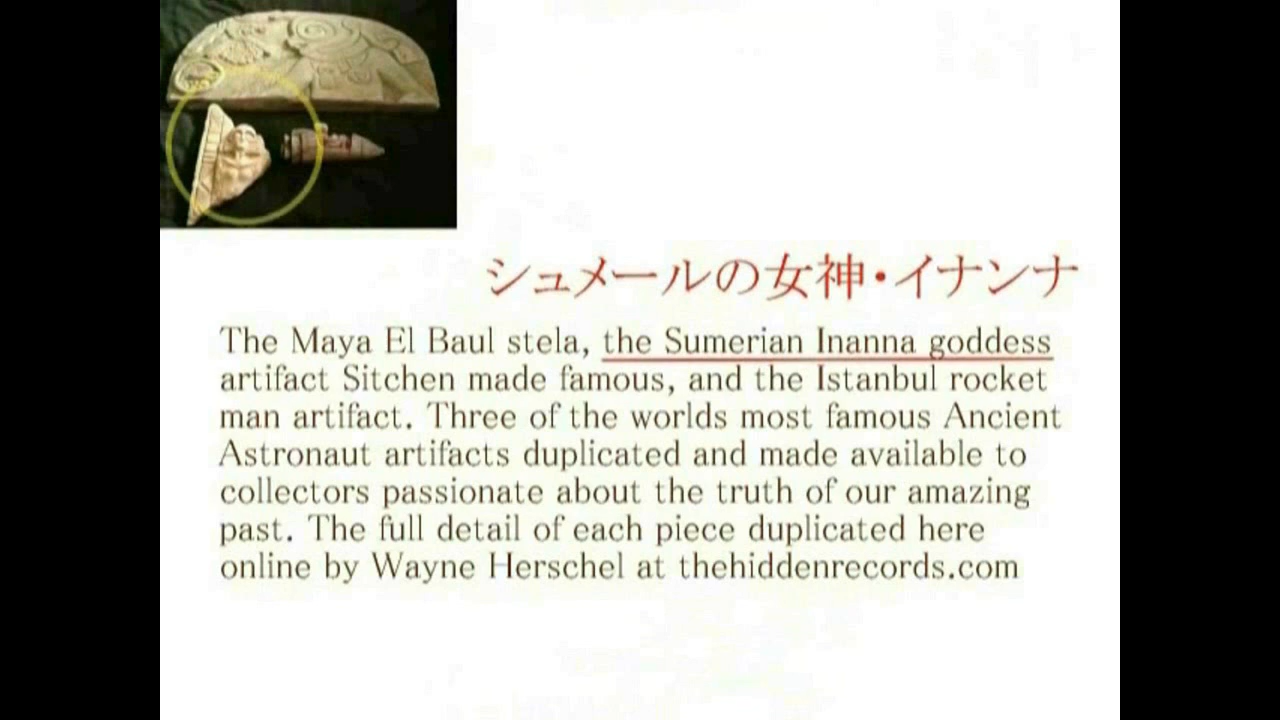 シュメールの女神・イナンナ
The Maya El Baul stela, the Sumerian Inanna goddess
artifact Sitchen made famous, and the Istanbul rocket
man artifact. Three of the worlds most famous Ancient
Astronaut artifacts duplicated and made available to
collectors passionate about the truth of our amazing
past. The full detail of each piece duplicated here
online by Wayne Herschel at thehiddenrecords.com